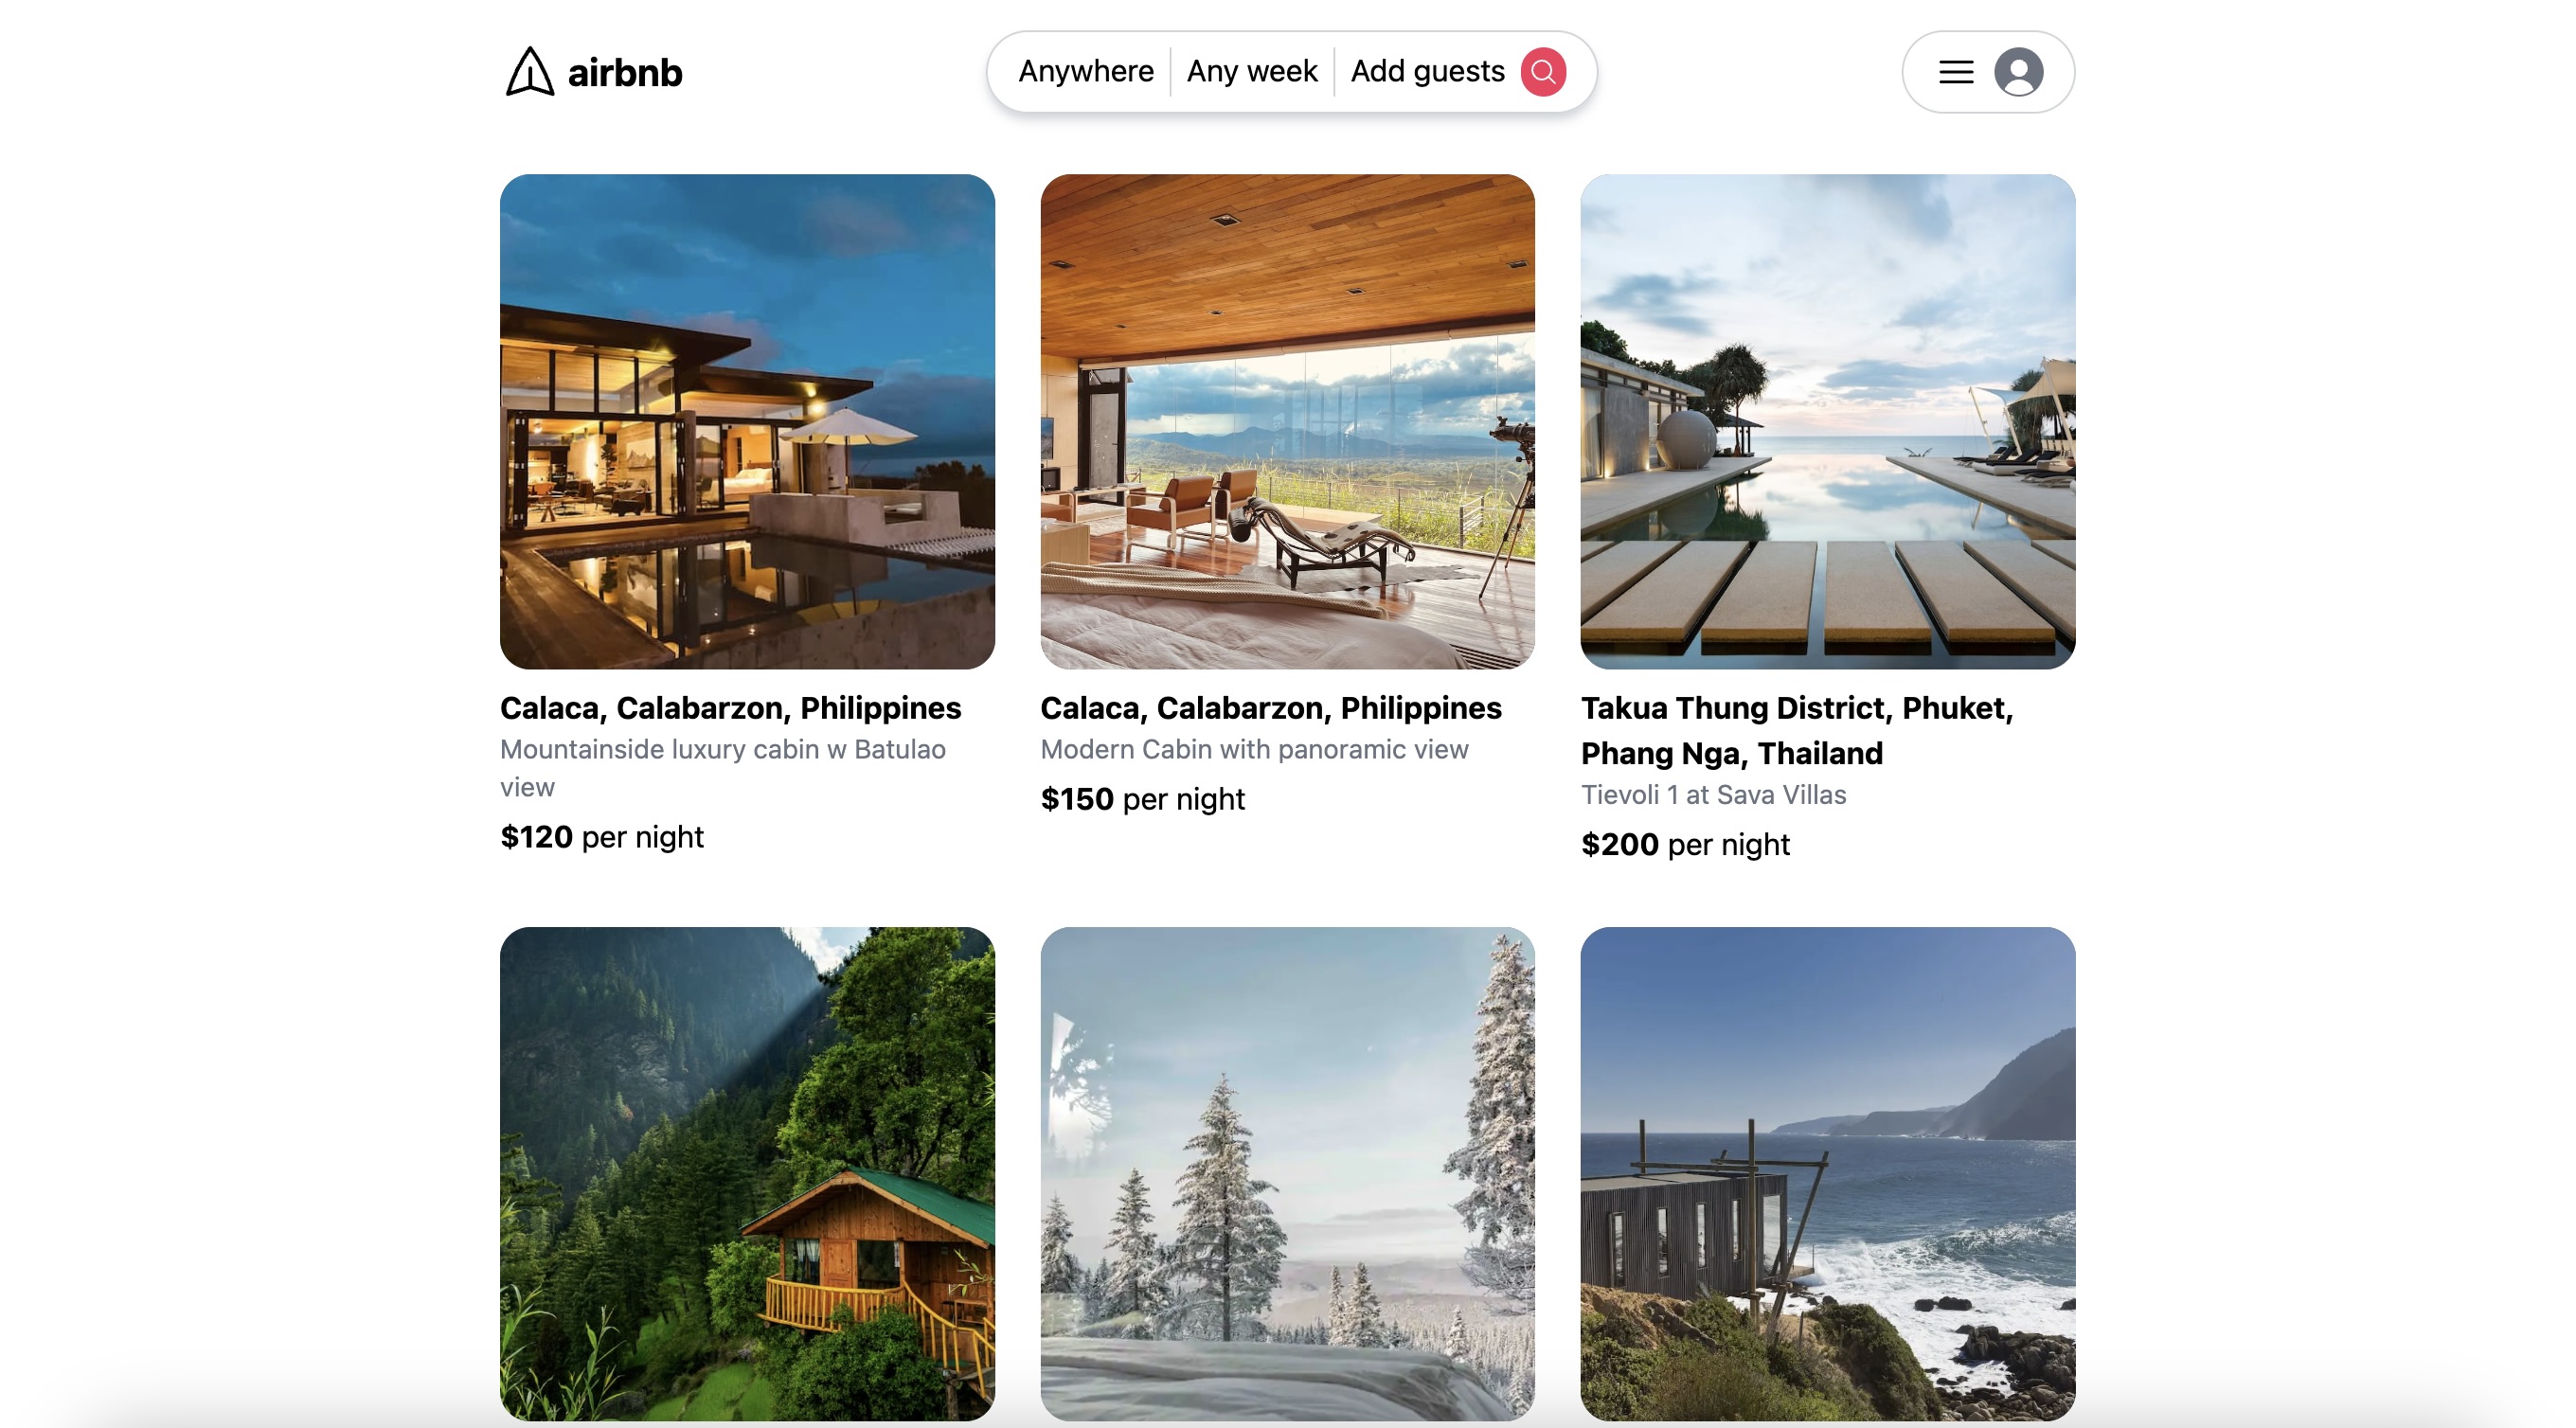 airbnb
Anywhere
Any week
Add guests
Calaca, Calabarzon, Philippines
Mountainside luxury cabin w Batulao
view
$120 per night
Calaca, Calabarzon, Philippines
Modern Cabin with panoramic view
$150 per night
Takua Thung District, Phuket,
Phang Nga, Thailand
Tievoli 1 at Sava Villas
$200 per night